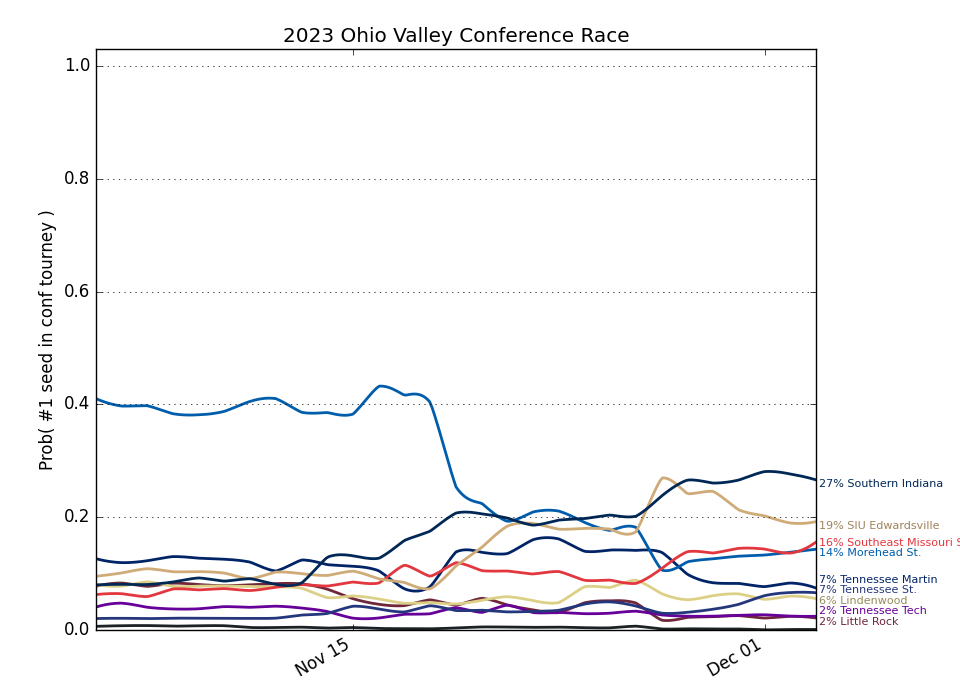 2023 Ohio Valley Conference Race
Prob( #1 seed in conf tourney )
1.0
0.8
0.6
0.4
0.2
0.0
Nov 15
Dec 01
27% Southern Indiana
19% SIU Edwardsville
16% Southeast Missouri S
14% Morehead St.
7% Tennessee Martin
7% Tennessee St.
6% Lindenwood
2% Tennessee Tech
2% Little Rock